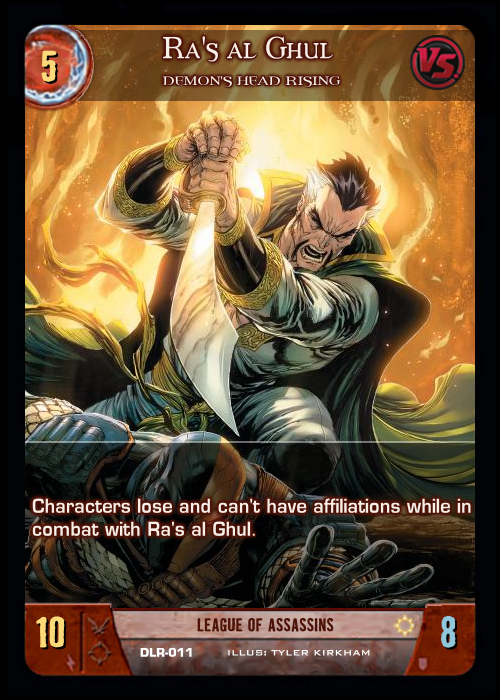 5
Ra's al Ghul
VS
Demon's Head Rising
Characters lose and can't have affiliations while in
combat with Ra's al Ghul.
10
LEAGUE OF ASSASSINS
8
DLR-011 ILLUS: TYLER KIRKHAM